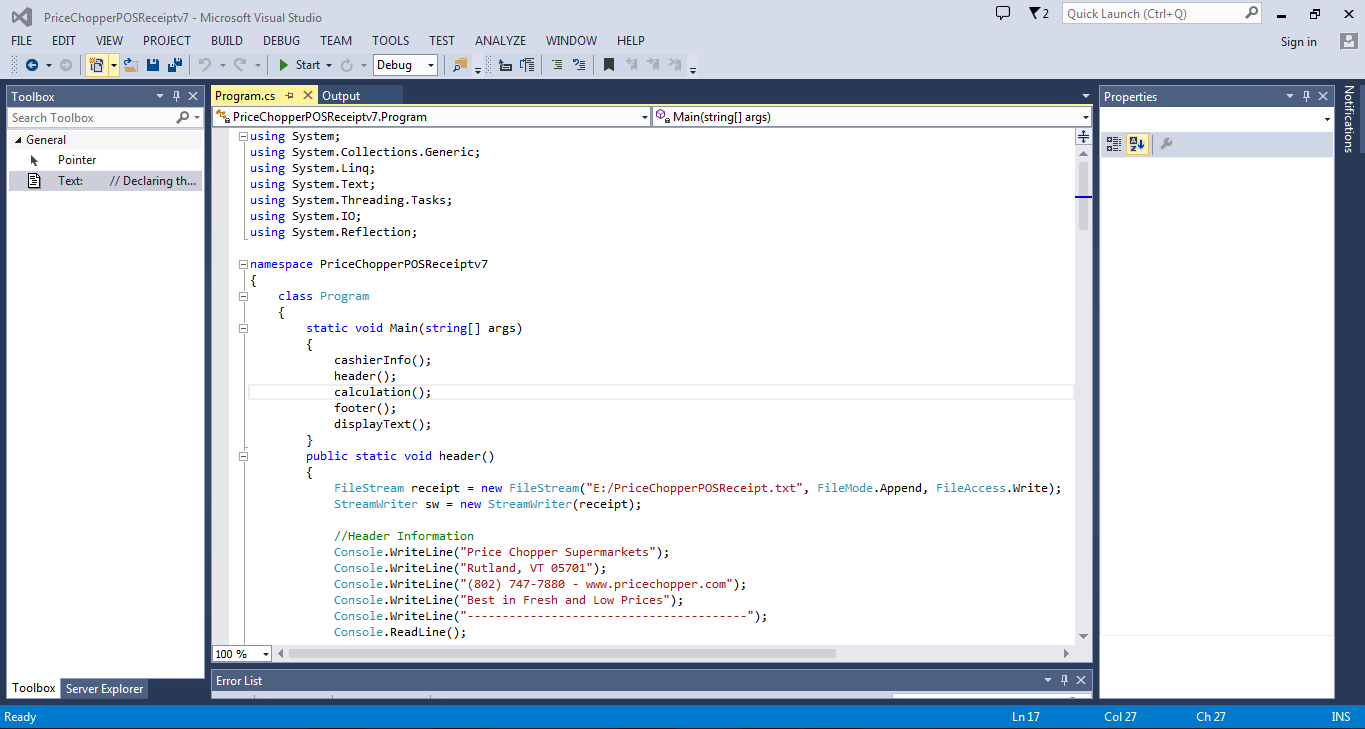 PriceChopperPOSReceiptv7 - Microsoft Visual Studio
2
Quick Launch (Ctrl+Q)
FILE EDIT VIEW PROJECT BUILD DEBUG TEAM TOOLS TEST ANALYZE WINDOW HELP
Sign in
Start Debug
Toolbox
Search Toolbox
General
Pointer
Text: // Declaring th...
Toolbox Server Explorer
Program.cs Output
PriceChopperPOSReceiptv7.Program Main(string[] args)
using System;
using System.Collections.Generic;
using System.Linq;
using System.Text;
using System.Threading.Tasks;
using System.IO;
using System.Reflection;
namespace PriceChopperPOSReceiptv7
{
class Program
{
static void Main(string[] args)
{
cashierInfo();
header();
calculation();
footer();
displayText();
}
public static void header()
{
FileStream receipt = new FileStream("E:/PriceChopperPOSReceipt.txt", FileMode.Append, FileAccess.Write);
StreamWriter sw = new StreamWriter(receipt);
//Header Information
Console.WriteLine("Price Chopper Supermarkets");
Console.WriteLine("Rutland, VT 05701");
Console.WriteLine("(802) 747-7880 - www.pricechopper.com");
Console.WriteLine("Best in Fresh and Low Prices");
Console.WriteLine("----------------------------------------");
Console.ReadLine();
100 %
Error List
Properties
Notifications
Ready Ln 17 Col 27 Ch 27 INS